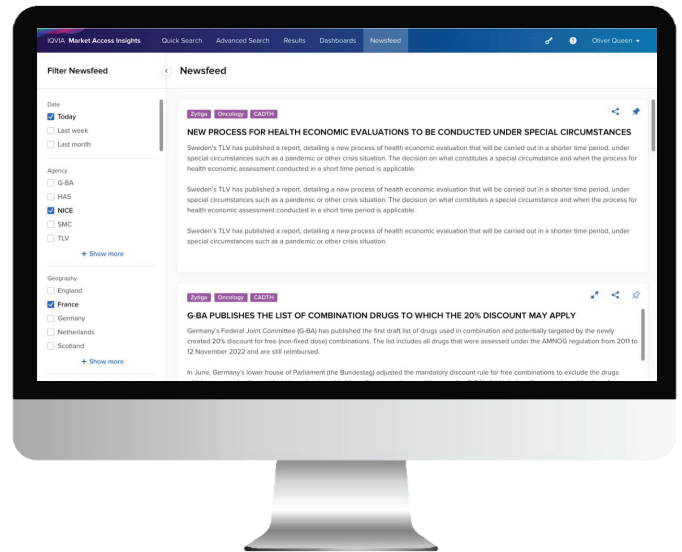 IQVIA Market Access Insights
Quick Search
Advanced Search
Results
Dashboards
Newsfeed
Oliver Queen
Filter Newsfeed
Newsfeed
Date
Today
Last week
Last month
Agency
G-BA
HAS
NICE
SMC
TLV
+ Show more
Geography
England
France
Germany
Netherlands
Scotland
+ Show more
Zytiga Oncology CADTH
NEW PROCESS FOR HEALTH ECONOMIC EVALUATIONS TO BE CONDUCTED UNDER SPECIAL CIRCUMSTANCES
Sweden's TLV has published a report, detailing a new process of health economic evaluation that will be carried out in a shorter time period, under
special circumstances such as a pandemic or other crisis situation. The decision on what constitutes a special circumstance and when the process for
health economic assessment conducted in a short time period is applicable.
Sweden's TLV has published a report, detailing a new process of health economic evaluation that will be carried out in a shorter time period, under
special circumstances such as a pandemic or other crisis situation. The decision on what constitutes a special circumstance and when the process for
health economic assessment conducted in a short time period is applicable.
Sweden's TLV has published a report, detailing a new process of health economic evaluation that will be carried out in a shorter time period, under
special circumstances such as a pandemic or other crisis situation.
Zytiga Oncology CADTH
G-BA PUBLISHES THE LIST OF COMBINATION DRUGS TO WHICH THE 20% DISCOUNT MAY APPLY
Germany's Federal Joint Committee (G-BA) has published the first draft list of drugs used in combination and potentially targeted by the newly
created 20% discount for free (non-fixed dose) combinations. The list includes all drugs that were assessed under the AMNOG regulation from 2011 to
12 November 2022 and are still reimbursed.
In June, Germany's lower house of Parliament (the Bundestag) adjusted the mandatory discount rule for free combinations to exclude the drugs